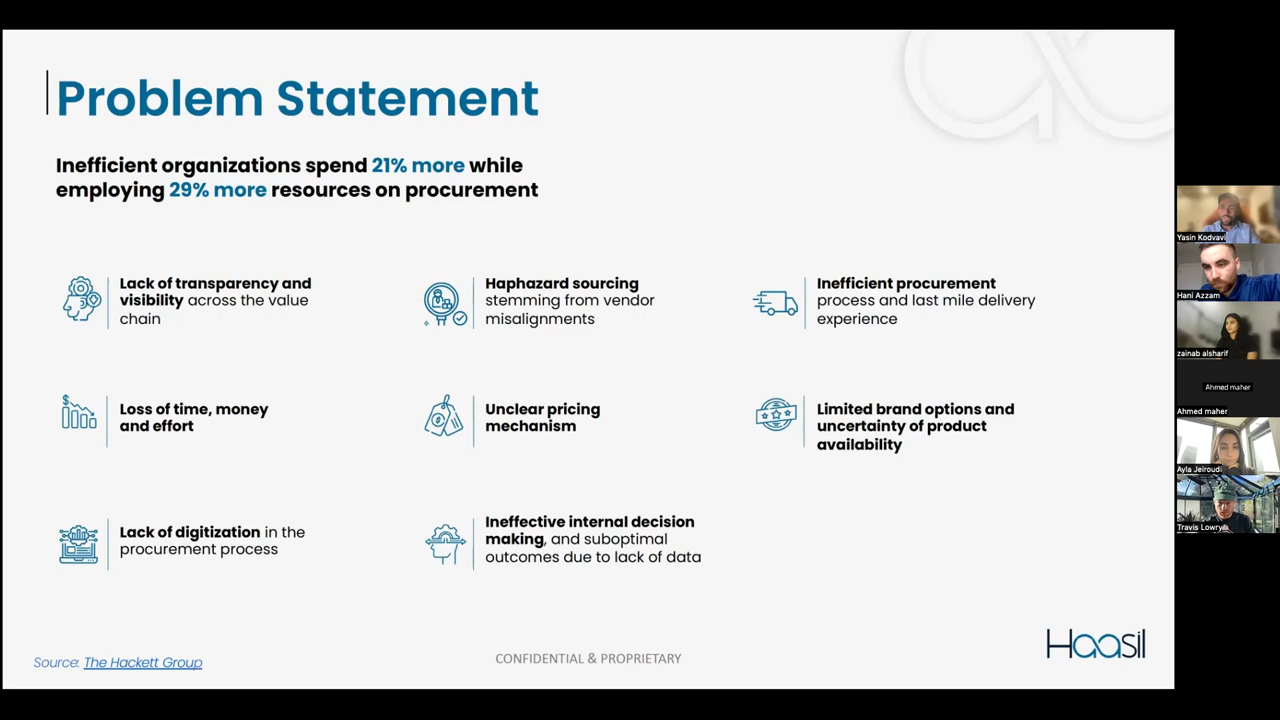 Problem Statement
Inefficient organizations spend 21% more while
employing 29% more resources on procurement
Lack of transparency and
visibility across the value
chain
Haphazard sourcing
stemming from vendor
misalignments
Inefficient procurement
process and last mile delivery
experience
Loss of time, money
and effort
Unclear pricing
mechanism
Limited brand options and
uncertainty of product
availability
Lack of digitization in the
procurement process
Ineffective internal decision
making, and suboptimal
outcomes due to lack of data
Source: The Hackett Group
CONFIDENTIAL & PROPRIETARY
Haasil
Yasin Kodvavi
Hani Azzam
zainab alsharif
Ahmed maher
Ahmed maher
Ayla Jeiroudi
Travis Lowry